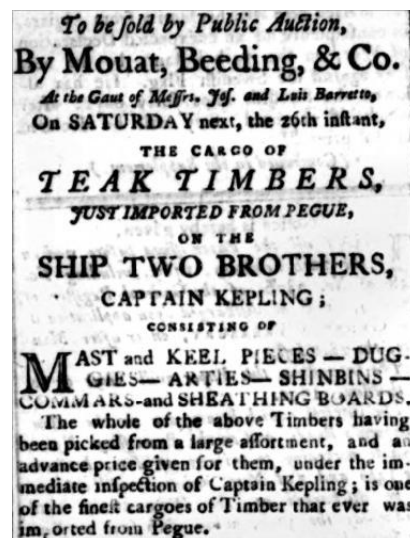 To be ſold by Public Auction,
By Mouat, Beeding, & Co.
At the Gaut of Meſſrs, Joſ. and Luis Barretto,
On SATURDAY next, the 26th inſtant,
THE CARGO OF
TEAK TIMBERS,
JUST IMPORTED FROM PEGUE,
ON THE
SHIP TWO BROTHERS,
CAPTAIN KEPLING;
CONSISTING OF
MAST and KEEL PIECES — DUG-
GIES— ARTIES— SHINBINS —
COMMARS-and SHEATHING BOARDS.
The whole of the above Timbers having
been picked from a large aſſortment, and an
advance price given for them, under the im-
mediate inſpection of Captain Kepling; is one
of the fineſt cargoes of Timber that ever was
im, orted from Pegue.